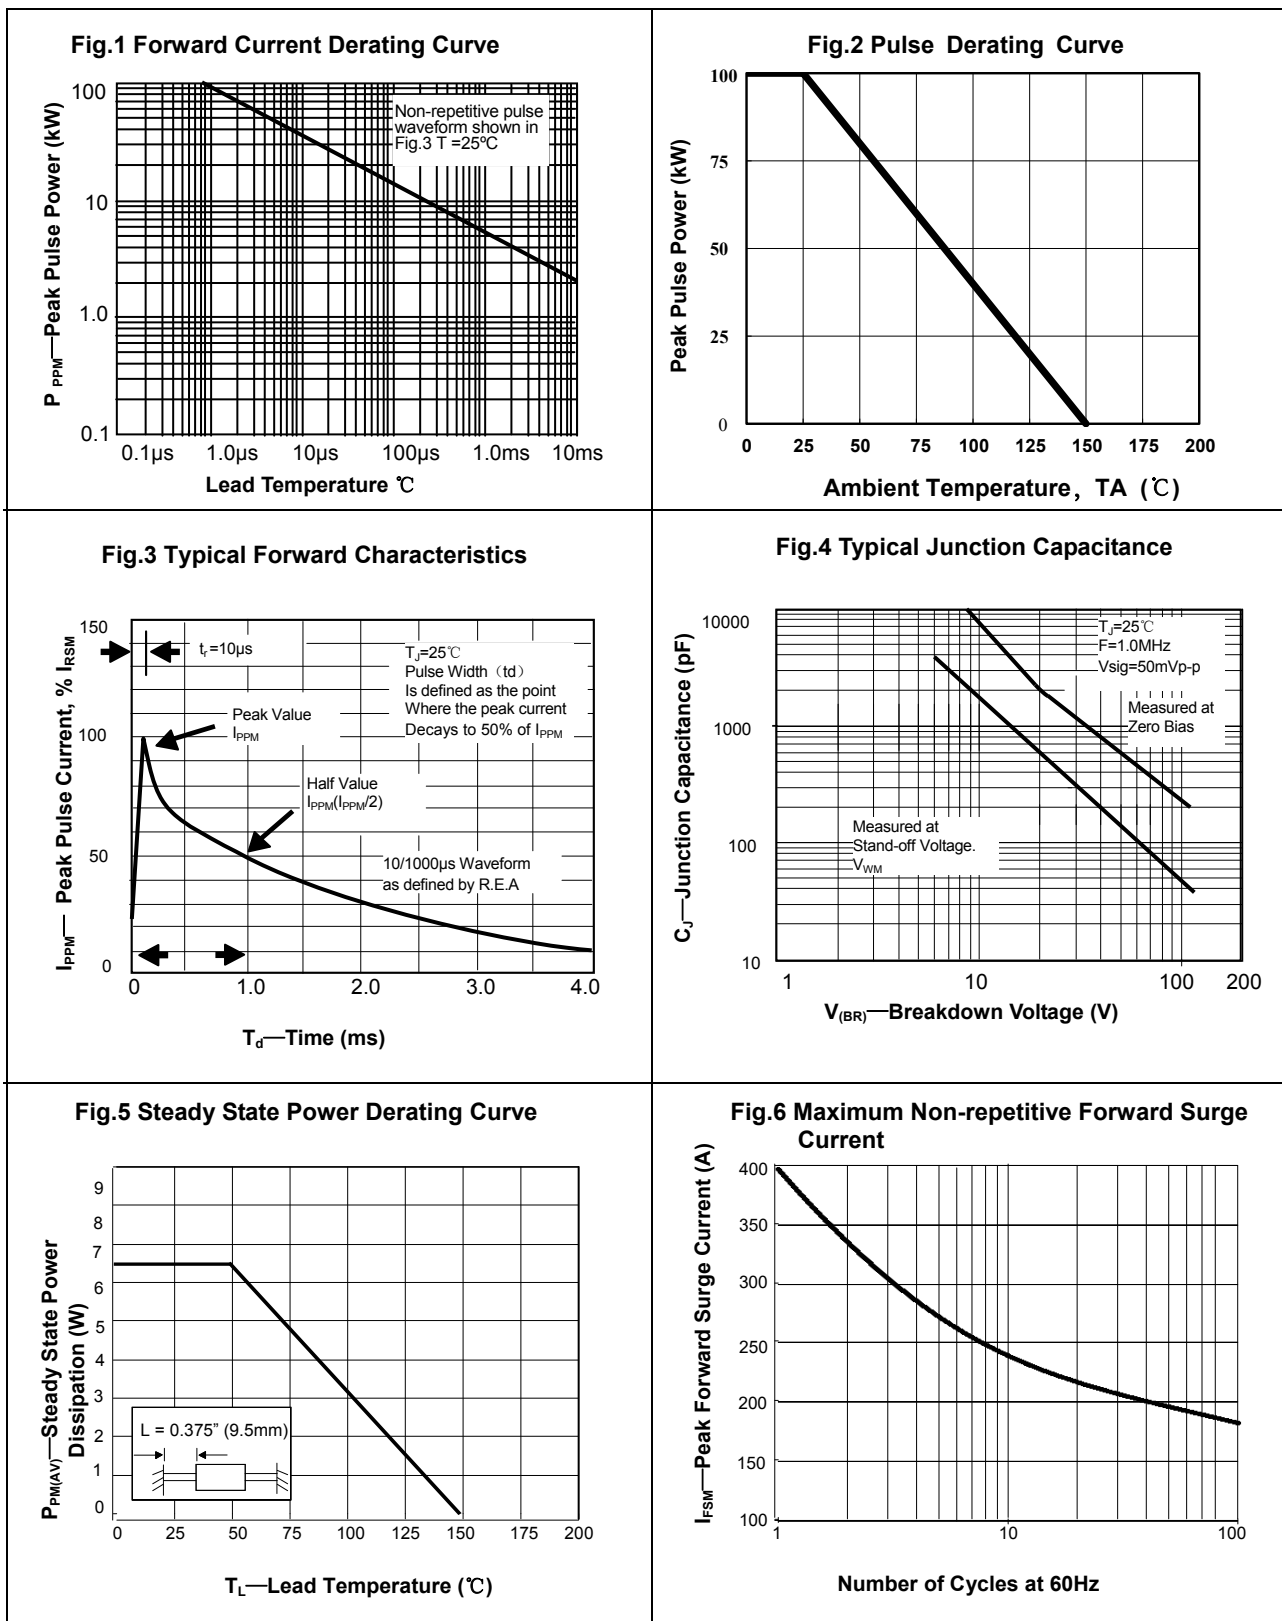 Fig.1 Forward Current Derating Curve
P PPM—Peak Pulse Power (kW)
100
10
1.0
0.1
Non-repetitive pulse
waveform shown in
Fig.3 T =25ºC
0.1µs 1.0µs 10µs 100µs 1.0ms 10ms
Lead Temperature ℃
Fig.2 Pulse Derating Curve
Peak Pulse Power (kW)
100
75
50
25
0
0 25 50 75 100 125 150 175 200
Ambient Temperature, TA (℃)
Fig.3 Typical Forward Characteristics
IPPM— Peak Pulse Current, % IRSM
150
100
50
0
tr=10µs
TJ=25℃
Pulse Width (td)
Is defined as the point
Where the peak current
Decays to 50% of IPPM
Peak Value
IPPM
Half Value
IPPM(IPPM/2)
10/1000µs Waveform
as defined by R.E.A
0 1.0 2.0 3.0 4.0
Td—Time (ms)
Fig.4 Typical Junction Capacitance
CJ—Junction Capacitance (pF)
10000
1000
100
10
TJ=25℃
F=1.0MHz
Vsig=50mVp-p
Measured at
Zero Bias
Measured at
Stand-off Voltage.
VWM
1 10 100 200
V(BR)—Breakdown Voltage (V)
Fig.5 Steady State Power Derating Curve
PPM(AV)—Steady State Power
Dissipation (W)
9
8
7
6
5
4
3
2
1
0
L = 0.375” (9.5mm)
0 25 50 75 100 125 150 175 200
TL—Lead Temperature (℃)
Fig.6 Maximum Non-repetitive Forward Surge
Current
IFSM—Peak Forward Surge Current (A)
400
350
300
250
200
150
100
1 10 100
Number of Cycles at 60Hz